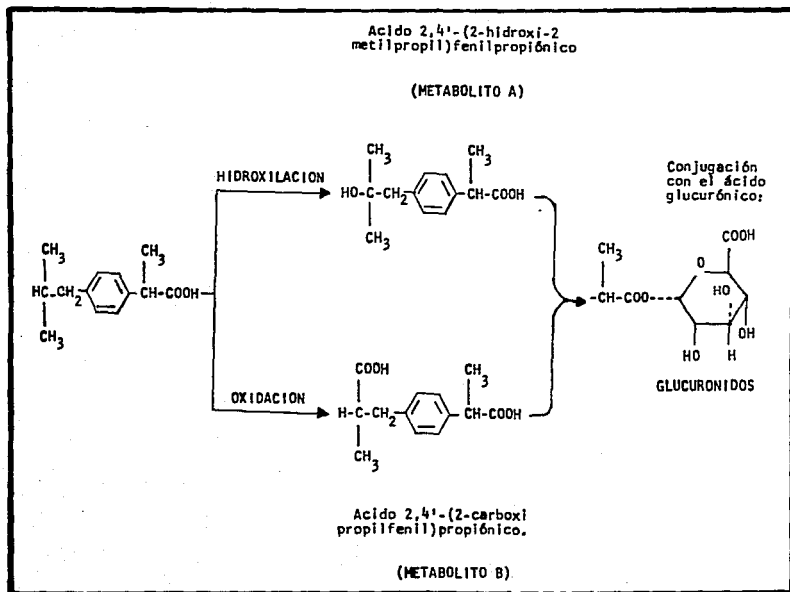 Acido 2,4'-(2-hidroxi-2
metilpropil)fenilpropiónico
(METABOLITO A)
HIDROXILACION
CH3
CH3
HO-C-CH2
CH-COOH
CH3
Conjugación
con el ácido
glucurónico:
CH3
CH3
HC-CH2
CH-COOH
CH3
CH3
-CH-COO
COOH
O
HO
HO
H
OH
GLUCURONIDOS
OXIDACION
COOH
CH3
H-C-CH2
CH-COOH
CH3
Acido 2,4'-(2-carboxi
propilfenil)propiónico.
(METABOLITO B)